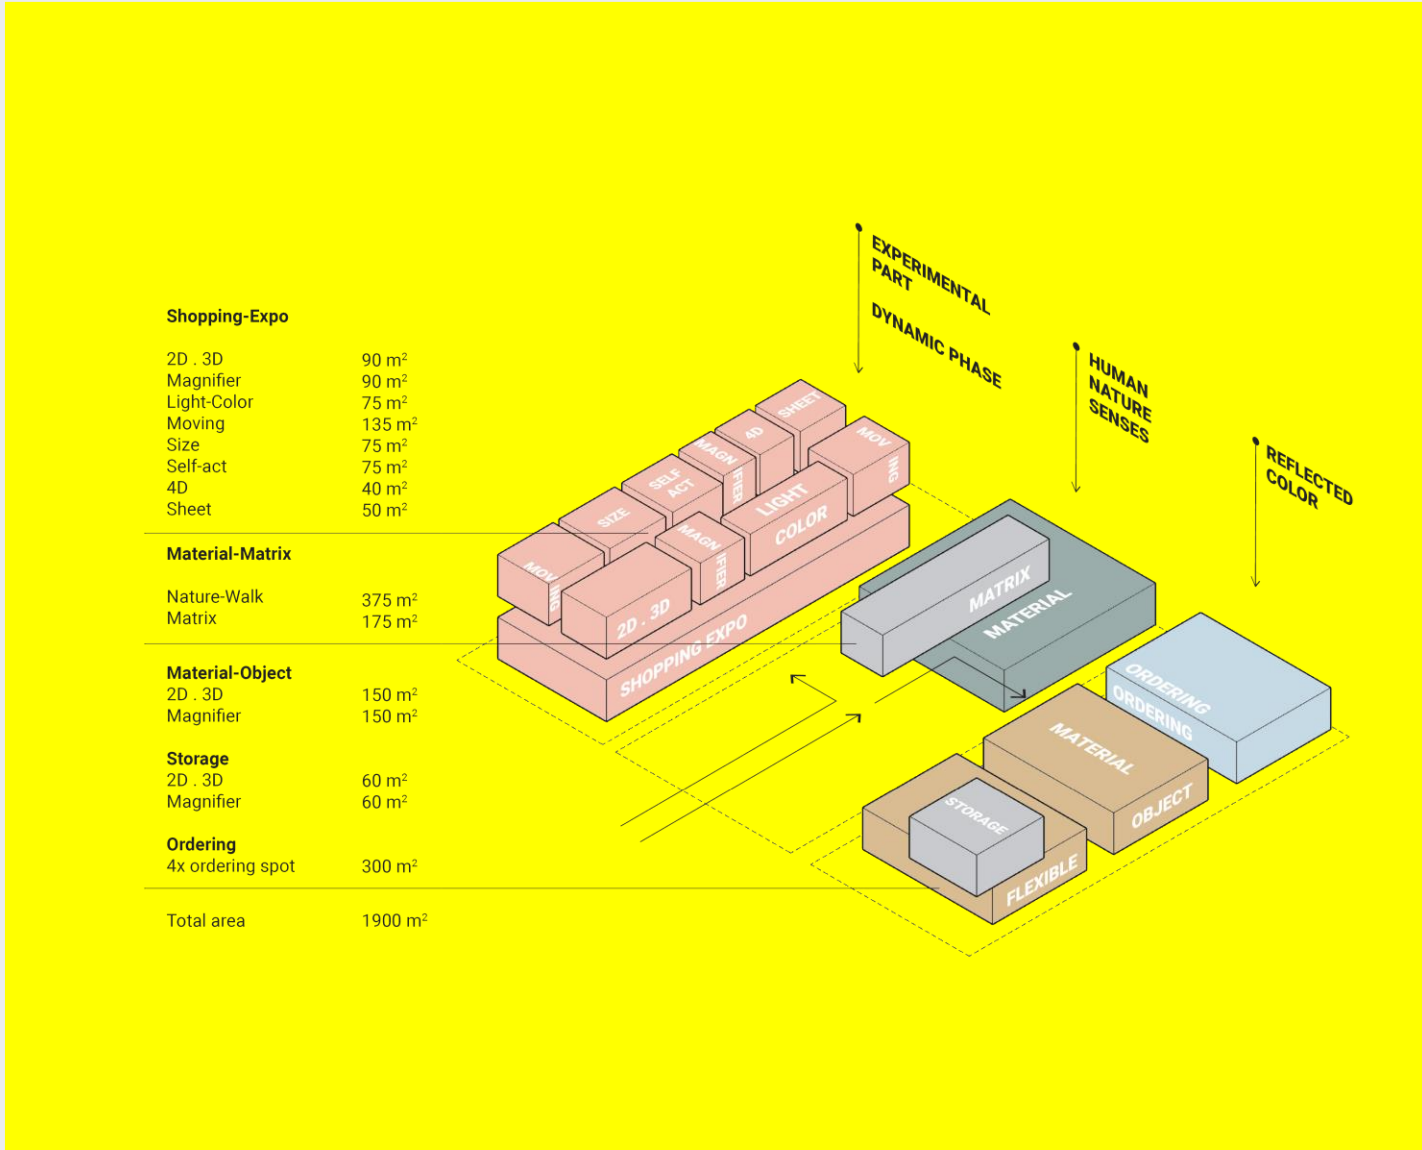 Shopping-Expo
2D . 3D 90 m²
Magnifier 90 m²
Light-Color 75 m²
Moving 135 m²
Size 75 m²
Self-act 75 m²
4D 40 m²
Sheet 50 m²
Material-Matrix
Nature-Walk 375 m²
Matrix 175 m²
Material-Object
2D . 3D 150 m²
Magnifier 150 m²
Storage
2D . 3D 60 m²
Magnifier 60 m²
Ordering
4x ordering spot 300 m²
Total area 1900 m²
EXPERIMENTAL
PART
DYNAMIC PHASE
HUMAN
NATURE
SENSES
REFLECTED
COLOR
SHEET
4D
MOV
ING
MAGN
IFIER
SELF
ACT
LIGHT
COLOR
SIZE
MAGN
IFIER
MOV
ING
2D . 3D
SHOPPING EXPO
MATRIX
MATERIAL
ORDERING
ORDERING
MATERIAL
OBJECT
STORAGE
FLEXIBLE